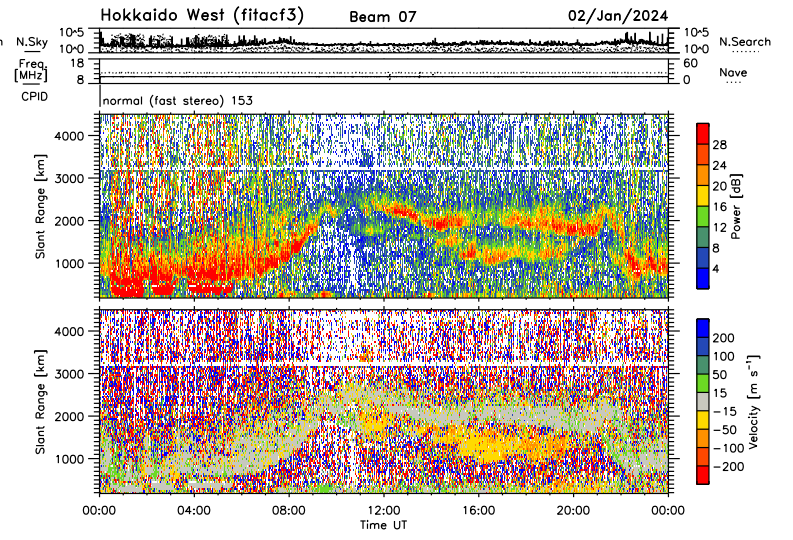 Hokkaido West (fitacf3) Beam 07 02/Jan/2024
N.Sky 10^5 10^0 10^5 10^0 N.Search
Freq. [MHz] 18 8 60 0 Nave
CPID normal (fast stereo) 153
Slant Range [km] 4000 3000 2000 1000
Power [dB] 28 24 20 16 12 8 4
Slant Range [km] 4000 3000 2000 1000
Velocity [m s⁻¹] 200 100 50 15 -15 -50 -100 -200
00:00 04:00 08:00 12:00 16:00 20:00 00:00
Time UT